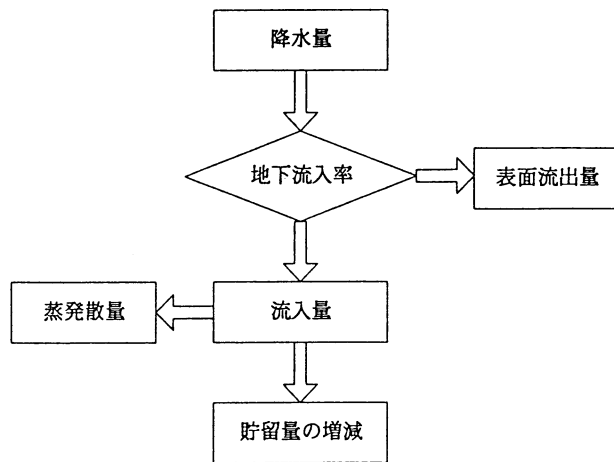 降水量
地下流入率
表面流出量
蒸発散量
流入量
貯留量の増減